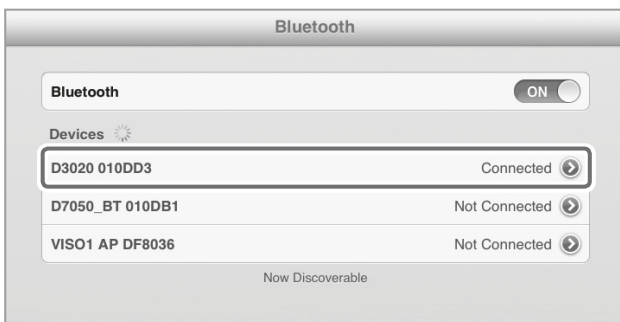 Bluetooth
Bluetooth ON
Devices
D3020 010DD3 Connected
D7050_BT 010DB1 Not Connected
VISO1 AP DF8036 Not Connected
Now Discoverable